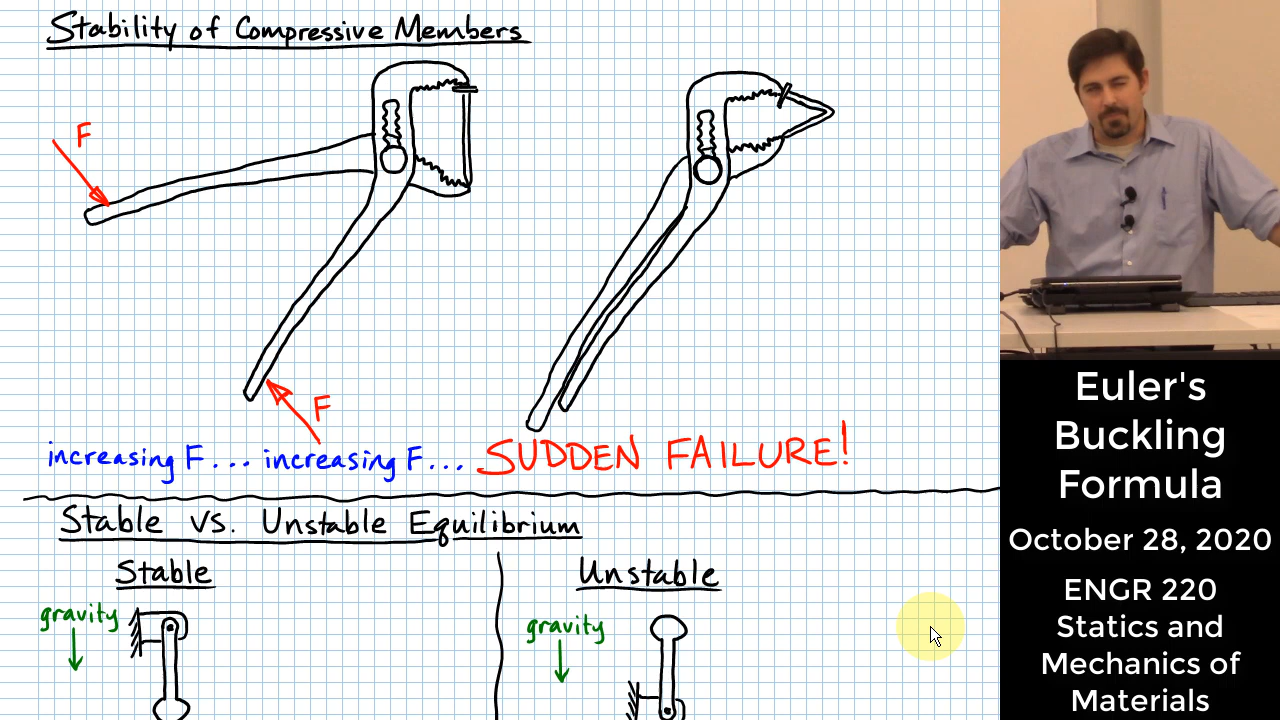 Stability of Compressive Members
F
F
increasing F... increasing F... SUDDEN FAILURE!
Stable vs. Unstable Equilibrium
Stable
Unstable
gravity
gravity
Euler's
Buckling
Formula
October 28, 2020
ENGR 220
Statics and
Mechanics of
Materials